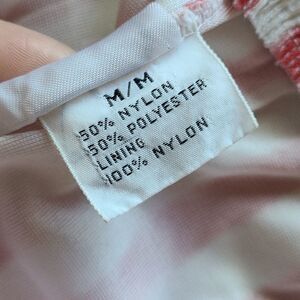 M/M
50% NYLON
50% POLYESTER
LINING
100% NYLON